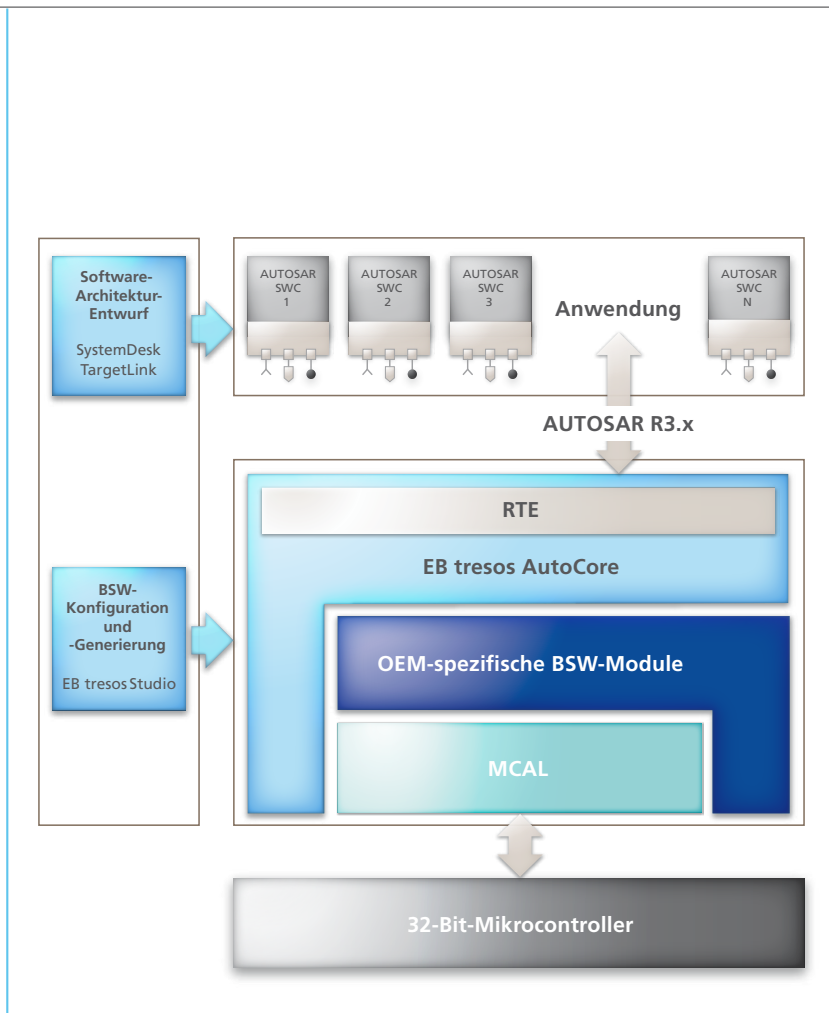 Software-
Architektur-
Entwurf
SystemDesk
TargetLink
AUTOSAR
SWC
1
AUTOSAR
SWC
2
AUTOSAR
SWC
3
Anwendung
AUTOSAR
SWC
N
AUTOSAR R3.x
RTE
EB tresos AutoCore
BSW-
Konfiguration
und
-Generierung
EB tresos Studio
OEM-spezifische BSW-Module
MCAL
32-Bit-Mikrocontroller